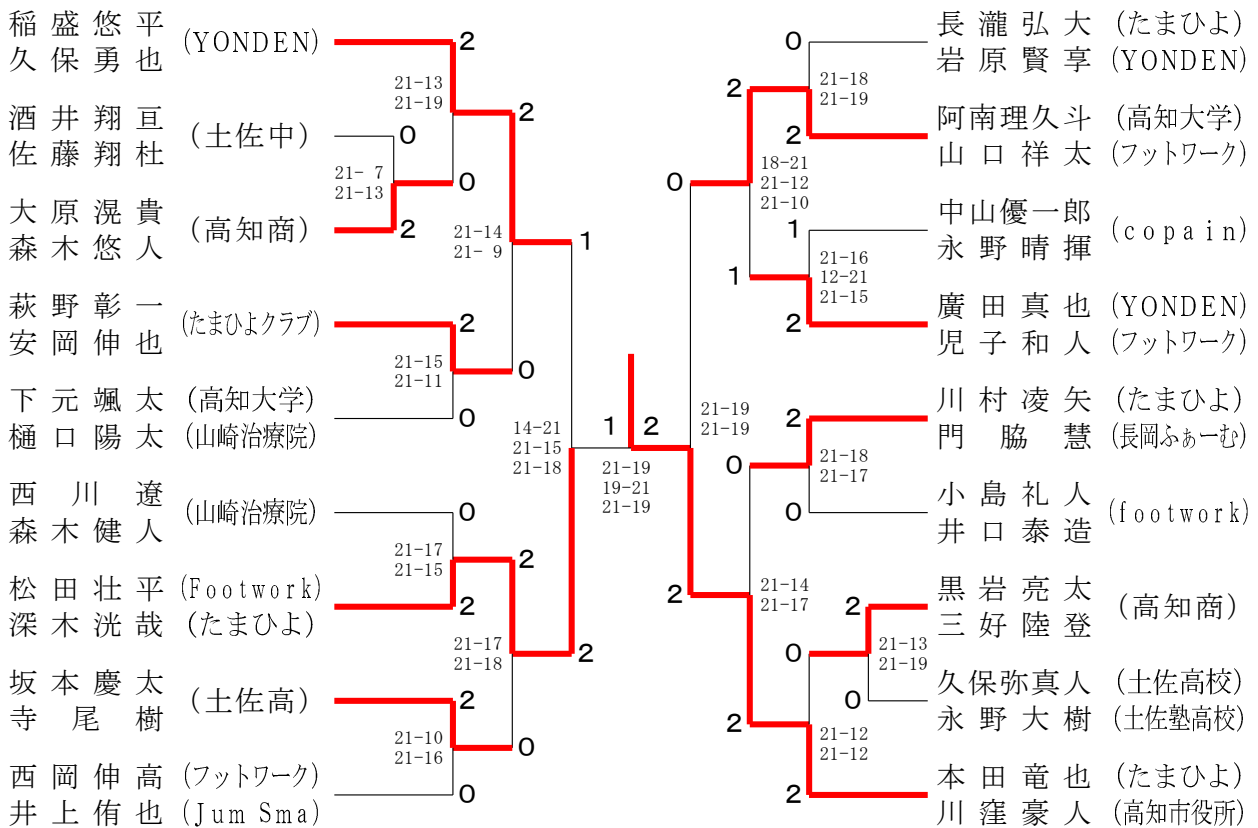 稲盛悠平
久保勇也
(YONDEN)
2
21-13
21-19
酒井翔亘
佐藤翔杜
(土佐中)
0
21- 7
21-13
0
大原滉貴
森木悠人
(高知商)
2
2
21-14
21- 9
1
萩野彰一
安岡伸也
(たまひよクラブ)
2
21-15
21-11
0
下元颯太 (高知大学)
樋口陽太 (山崎治療院)
0
14-21
21-15
21-18
西川遼
森木健人
(山崎治療院)
0
21-17
21-15
2
松田壮平 (Footwork)
深木洸哉 (たまひよ)
2
21-17
21-18
2
坂本慶太
寺尾樹
(土佐高)
2
21-10
21-16
0
西岡伸高 (フットワーク)
井上侑也 (Jum Sma)
0
1 2
21-19
19-21
21-19
長瀧弘大 (たまひよ)
岩原賢享 (YONDEN)
0
21-18
21-19
2
阿南理久斗 (高知大学)
山口祥太 (フットワーク)
2
18-21
21-12
21-10
0
中山優一郎
永野晴揮
(copain)
1
21-16
12-21
21-15
1
廣田真也 (YONDEN)
児子和人 (フットワーク)
2
21-19
21-19
川村凌矢 (たまひよ)
門脇慧 (長岡ふぁーむ)
2
21-18
21-17
0
小島礼人
井口泰造
(footwork)
0
21-14
21-17
2
黒岩亮太
三好陸登
(高知商)
2
21-13
21-19
0
久保弥真人 (土佐高校)
永野大樹 (土佐塾高校)
0
21-12
21-12
2
本田竜也 (たまひよ)
川窪豪人 (高知市役所)
2